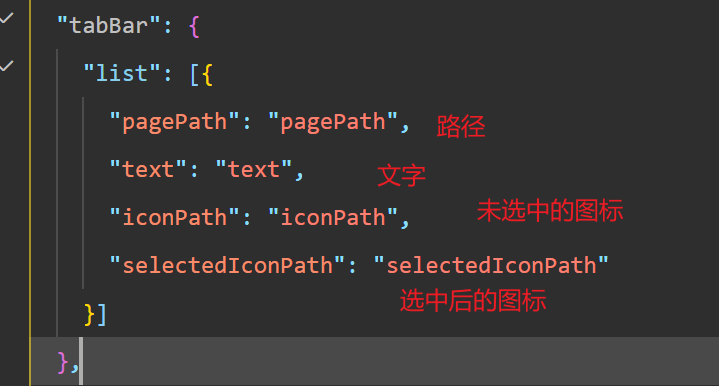 "tabBar": {
"list": [{
"pagePath": "pagePath", 路径
"text": "text", 文字
"iconPath": "iconPath", 未选中的图标
"selectedIconPath": "selectedIconPath"
选中后的图标
}]
},